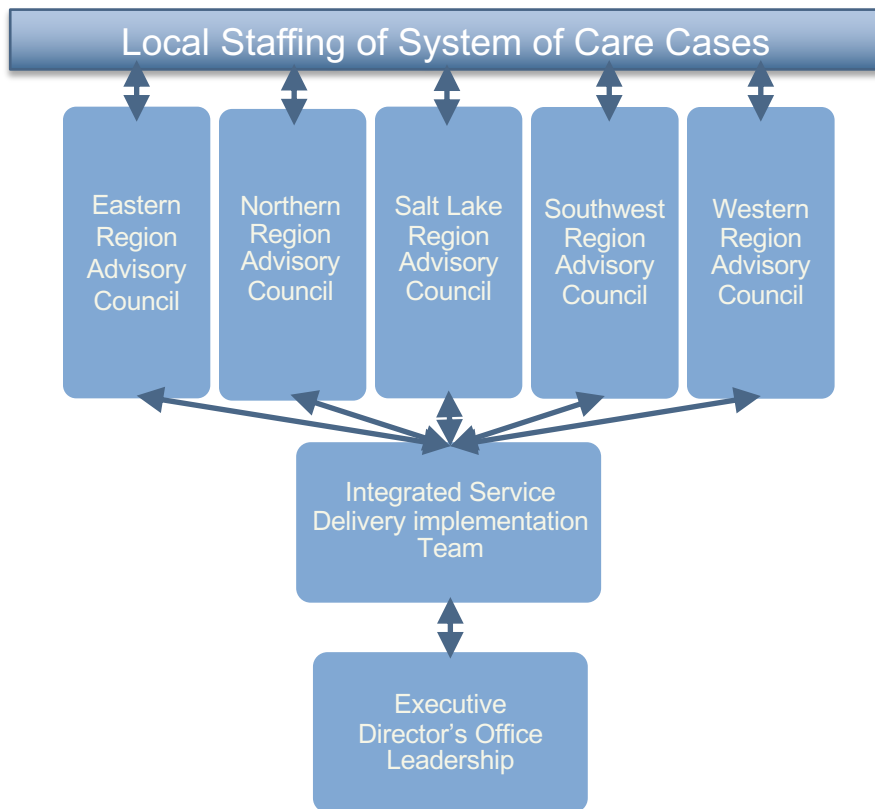 Local Staffing of System of Care Cases
Eastern
Region
Advisory
Council
Northern
Region
Advisory
Council
Salt Lake
Region
Advisory
Council
Southwest
Region
Advisory
Council
Western
Region
Advisory
Council
Integrated Service
Delivery implementation
Team
Executive
Director’s Office
Leadership